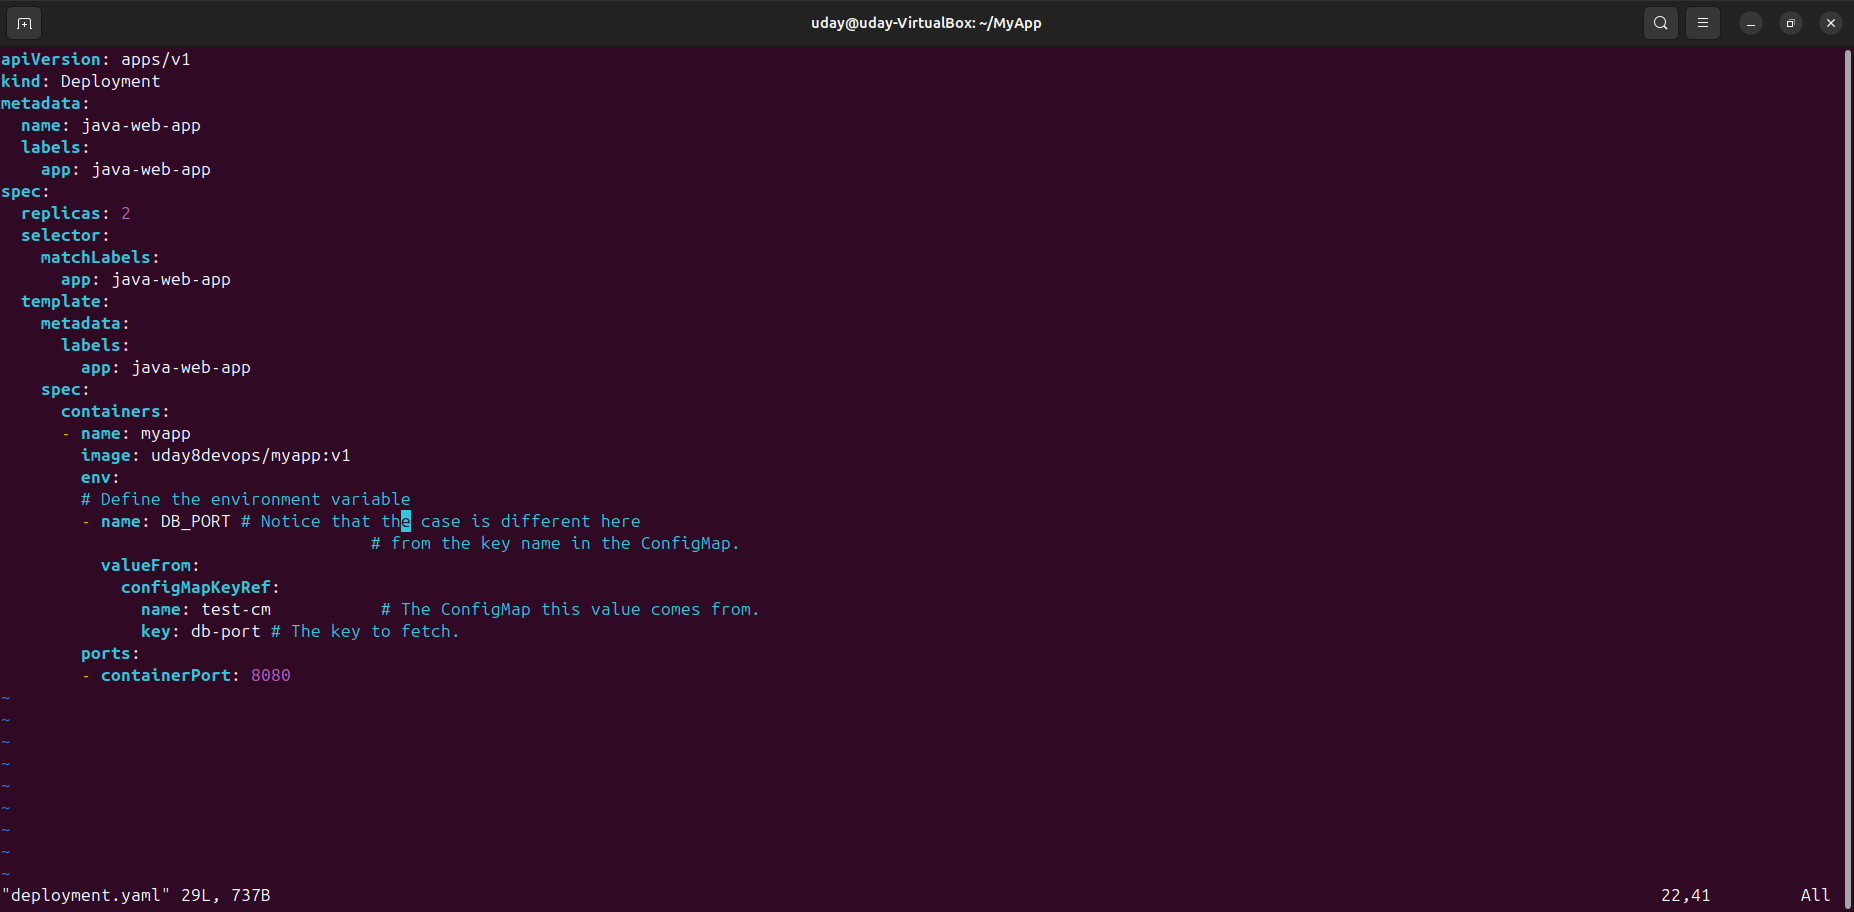 uday@uday-VirtualBox: ~/MyApp
apiVersion: apps/v1
kind: Deployment
metadata:
  name: java-web-app
  labels:
    app: java-web-app
spec:
  replicas: 2
  selector:
    matchLabels:
      app: java-web-app
  template:
    metadata:
      labels:
        app: java-web-app
    spec:
      containers:
      - name: myapp
        image: uday8devops/myapp:v1
        env:
        # Define the environment variable
        - name: DB_PORT # Notice that the case is different here
                                     # from the key name in the ConfigMap.
          valueFrom:
            configMapKeyRef:
              name: test-cm           # The ConfigMap this value comes from.
              key: db-port # The key to fetch.
        ports:
        - containerPort: 8080
~
~
~
~
~
~
~
~
~
"deployment.yaml" 29L, 737B 22,41 All